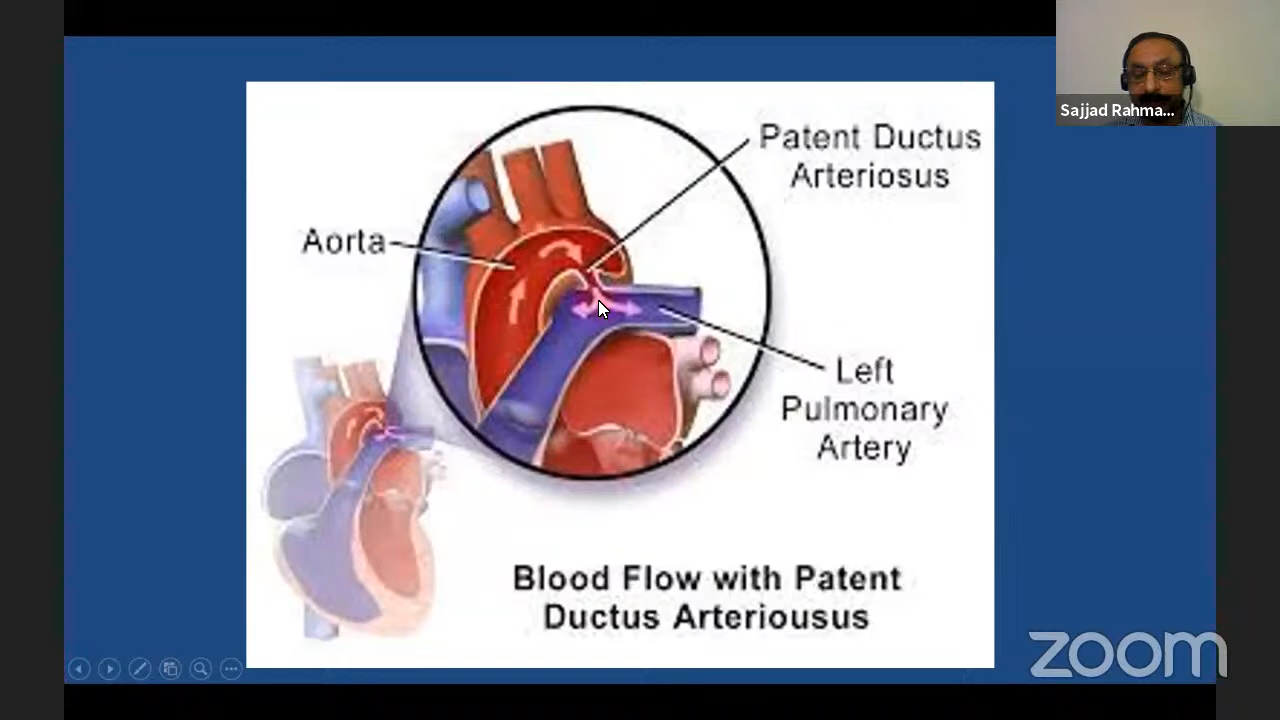 Sajjad Rahma...
Patent Ductus
Arteriosus
Aorta
Left
Pulmonary
Artery
Blood Flow with Patent
Ductus Arteriousus
zoom